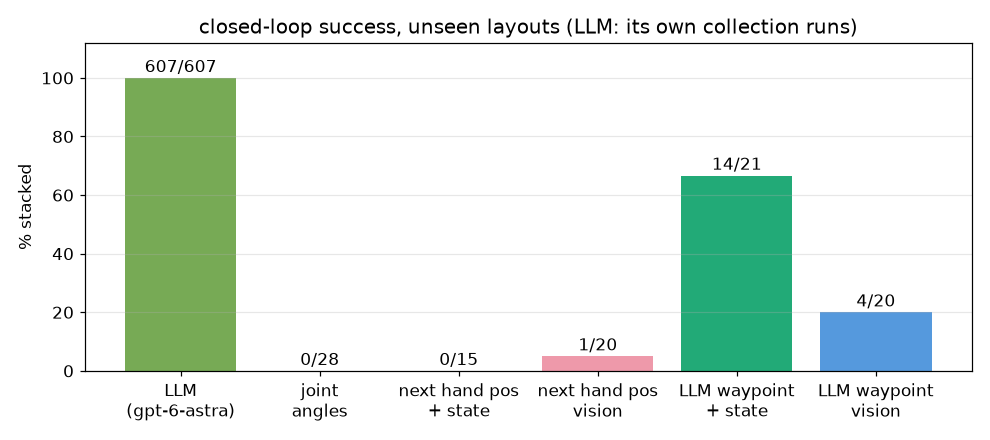 closed-loop success, unseen layouts (LLM: its own collection runs)
% stacked
100
80
60
40
20
0
607/607
0/28
0/15
1/20
14/21
4/20
LLM
(gpt-6-astra)
joint
angles
next hand pos
+ state
next hand pos
vision
LLM waypoint
+ state
LLM waypoint
vision